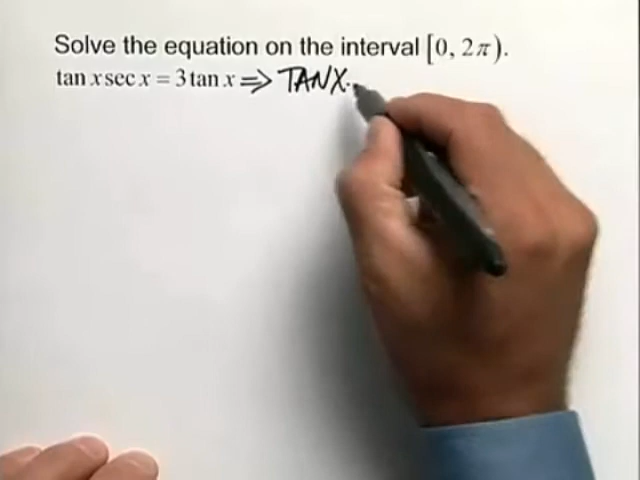 Solve the equation on the interval [0, 2π).
tan x sec x = 3 tan x ⇒ TANX·